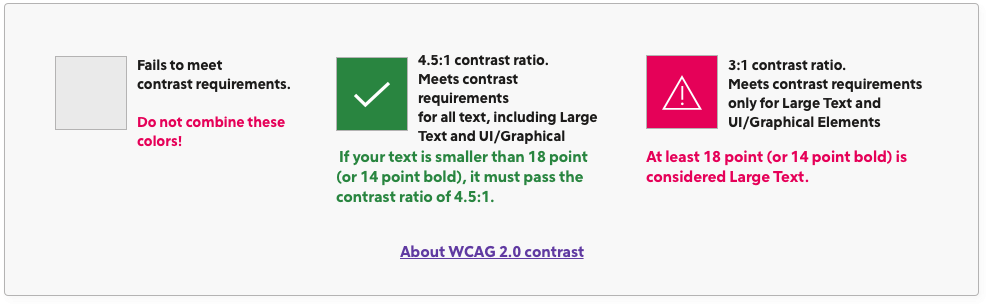 Fails to meet
contrast requirements.
Do not combine these
colors!
4.5:1 contrast ratio.
Meets contrast
requirements
for all text, including Large
Text and UI/Graphical
If your text is smaller than 18 point
(or 14 point bold), it must pass the
contrast ratio of 4.5:1.
3:1 contrast ratio.
Meets contrast requirements
only for Large Text and
UI/Graphical Elements
At least 18 point (or 14 point bold) is
considered Large Text.
About WCAG 2.0 contrast